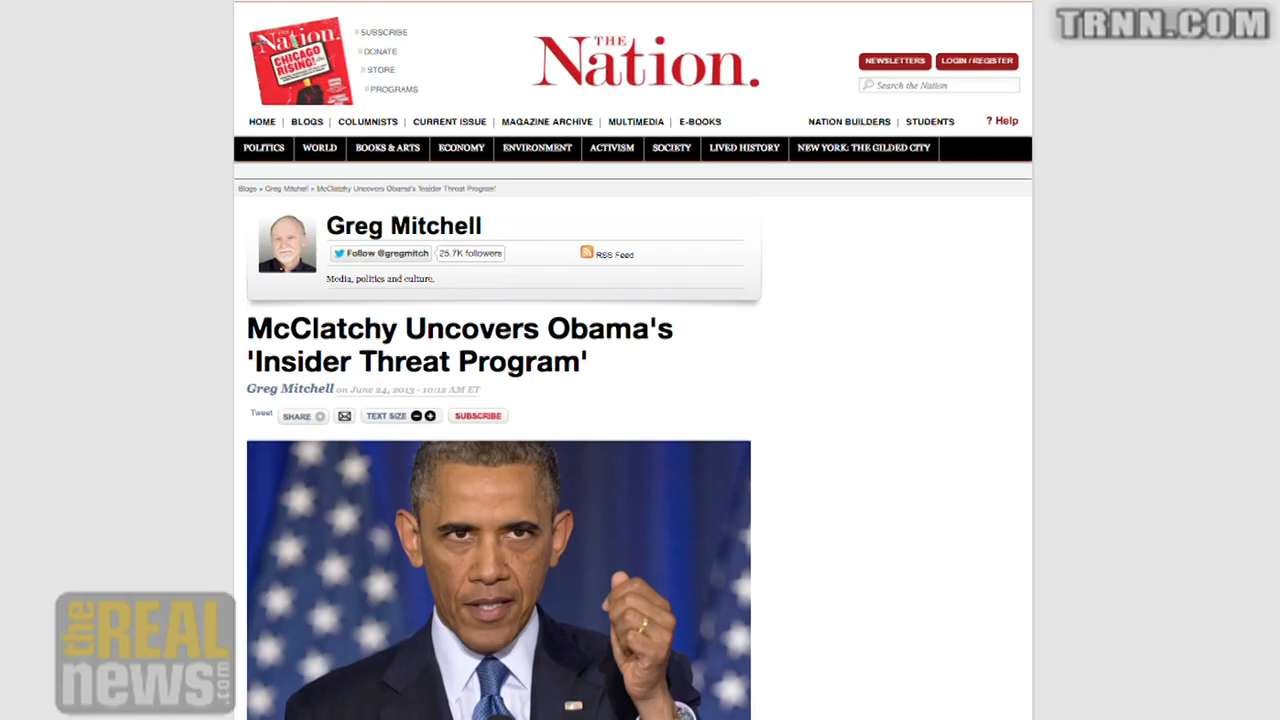 TRNN.COM
The Nation.
CHICAGO
RISING!
» SUBSCRIBE
» DONATE
» STORE
» PROGRAMS
THE
Nation.
NEWSLETTERS
LOGIN / REGISTER
Search the Nation
HOME | BLOGS | COLUMNISTS | CURRENT ISSUE | MAGAZINE ARCHIVE | MULTIMEDIA | E-BOOKS
NATION BUILDERS | STUDENTS
? Help
POLITICS WORLD BOOKS & ARTS ECONOMY ENVIRONMENT ACTIVISM SOCIETY LIVED HISTORY NEW YORK: THE GILDED CITY
Blogs » Greg Mitchell » McClatchy Uncovers Obama's 'Insider Threat Program'
Greg Mitchell
Follow @gregmitch 25.7K followers
RSS Feed
Media, politics and culture.
McClatchy Uncovers Obama's
'Insider Threat Program'
Greg Mitchell on June 24, 2013 - 10:12 AM ET
Tweet SHARE TEXT SIZE SUBSCRIBE
the REAL
news.com